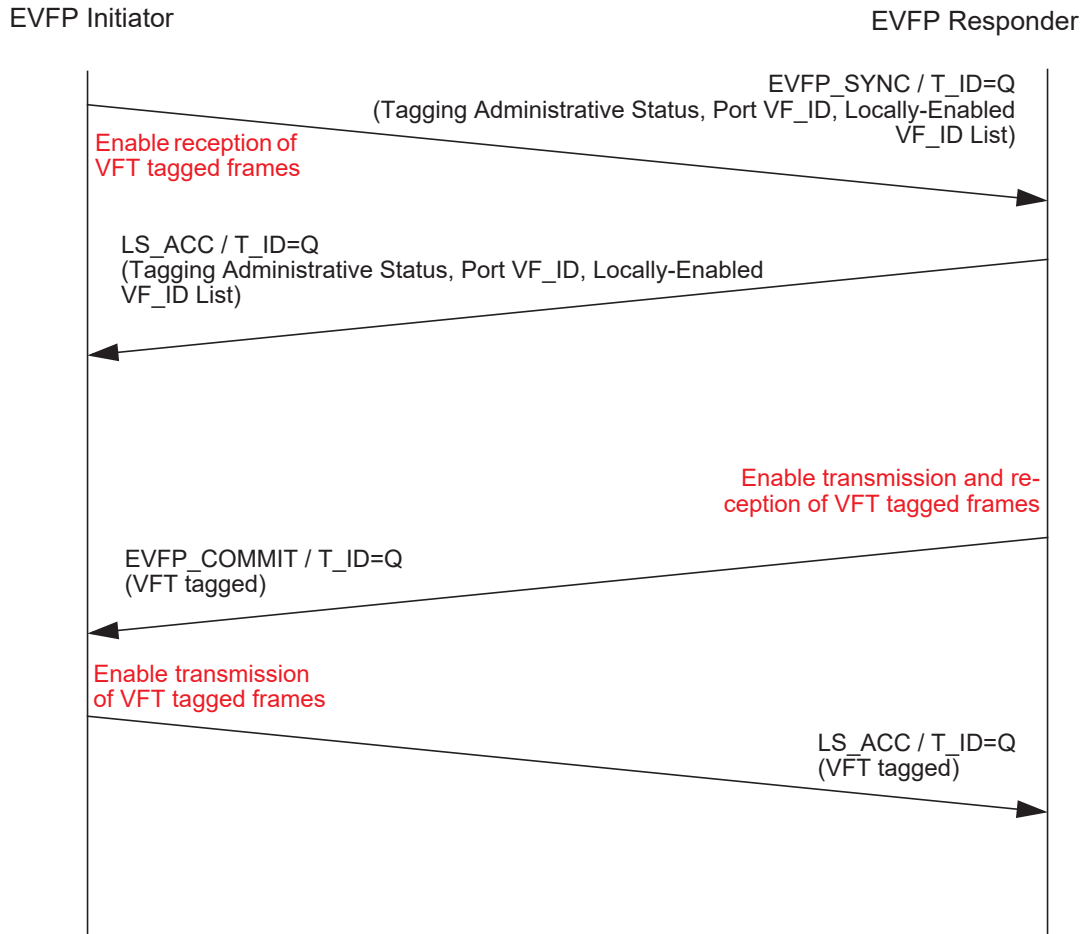 EVFP Initiator
EVFP Responder
EVFP_SYNC / T_ID=Q
(Tagging Administrative Status, Port VF_ID, Locally-Enabled
VF_ID List)
Enable reception of
VFT tagged frames
LS_ACC / T_ID=Q
(Tagging Administrative Status, Port VF_ID, Locally-Enabled
VF_ID List)
Enable transmission and re-
ception of VFT tagged frames
EVFP_COMMIT / T_ID=Q
(VFT tagged)
Enable transmission
of VFT tagged frames
LS_ACC / T_ID=Q
(VFT tagged)